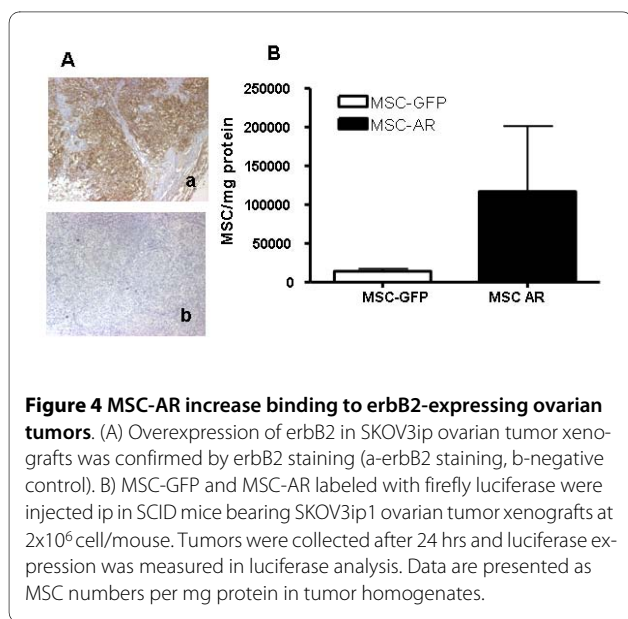 A
a
b
B
250000
200000
150000
100000
50000
0
MSC/mg protein
MSC-GFP
MSC-AR
MSC-GFP
MSC AR
Figure 4 MSC-AR increase binding to erbB2-expressing ovarian
tumors. (A) Overexpression of erbB2 in SKOV3ip ovarian tumor xeno-
grafts was confirmed by erbB2 staining (a-erbB2 staining, b-negative
control). B) MSC-GFP and MSC-AR labeled with firefly luciferase were
injected ip in SCID mice bearing SKOV3ip1 ovarian tumor xenografts at
2x10⁶ cell/mouse. Tumors were collected after 24 hrs and luciferase ex-
pression was measured in luciferase analysis. Data are presented as
MSC numbers per mg protein in tumor homogenates.